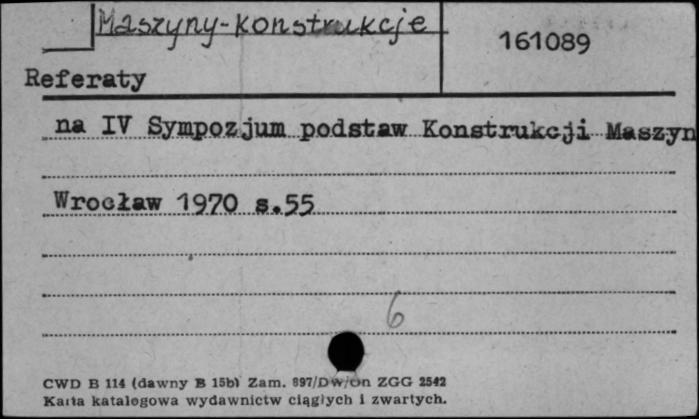 Maszyny-konstrukcje
161089
Referaty
na IV Sympozjum podstaw Konstrukcji Maszyn
Wrocław 1970 s.55
6
CWD B 114 (dawny B 15b) Zam. 897/Dw/on ZGG 2542
Karta katalogowa wydawnictw ciągłych i zwartych.